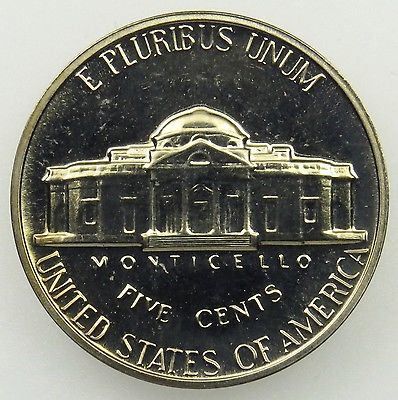 E PLURIBUS UNUM
MONTICELLO
FIVE CENTS
UNITED STATES OF AMERICA